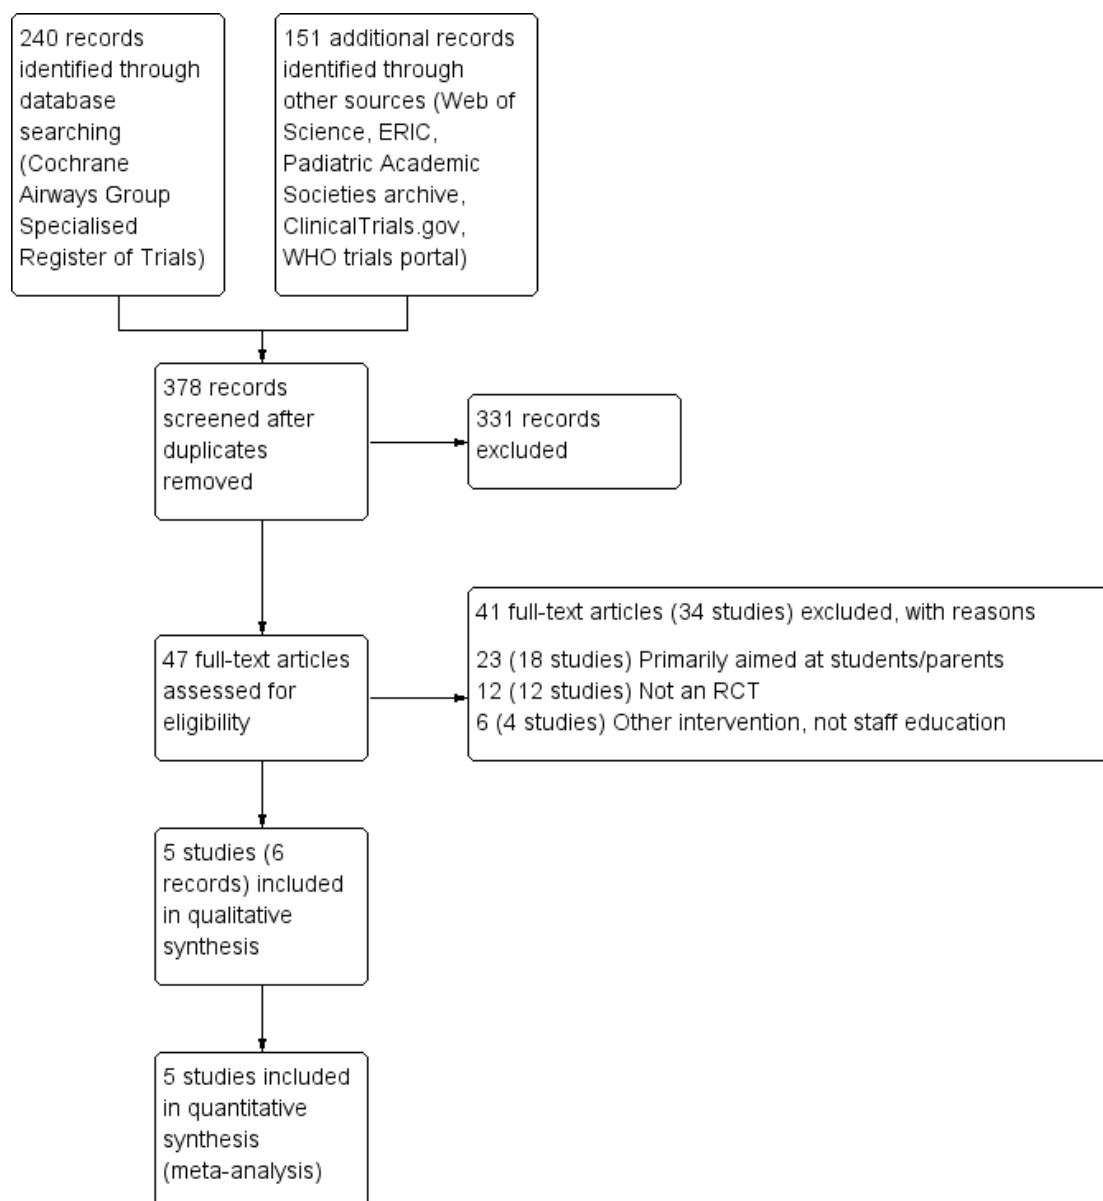 240 records
identified through
database
searching
(Cochrane
Airways Group
Specialised
Register of Trials)
151 additional records
identified through
other sources (Web of
Science, ERIC,
Padiatric Academic
Societies archive,
ClinicalTrials.gov,
WHO trials portal)
378 records
screened after
duplicates
removed
331 records
excluded
47 full-text articles
assessed for
eligibility
41 full-text articles (34 studies) excluded, with reasons
23 (18 studies) Primarily aimed at students/parents
12 (12 studies) Not an RCT
6 (4 studies) Other intervention, not staff education
5 studies (6
records) included
in qualitative
synthesis
5 studies included
in quantitative
synthesis
(meta-analysis)